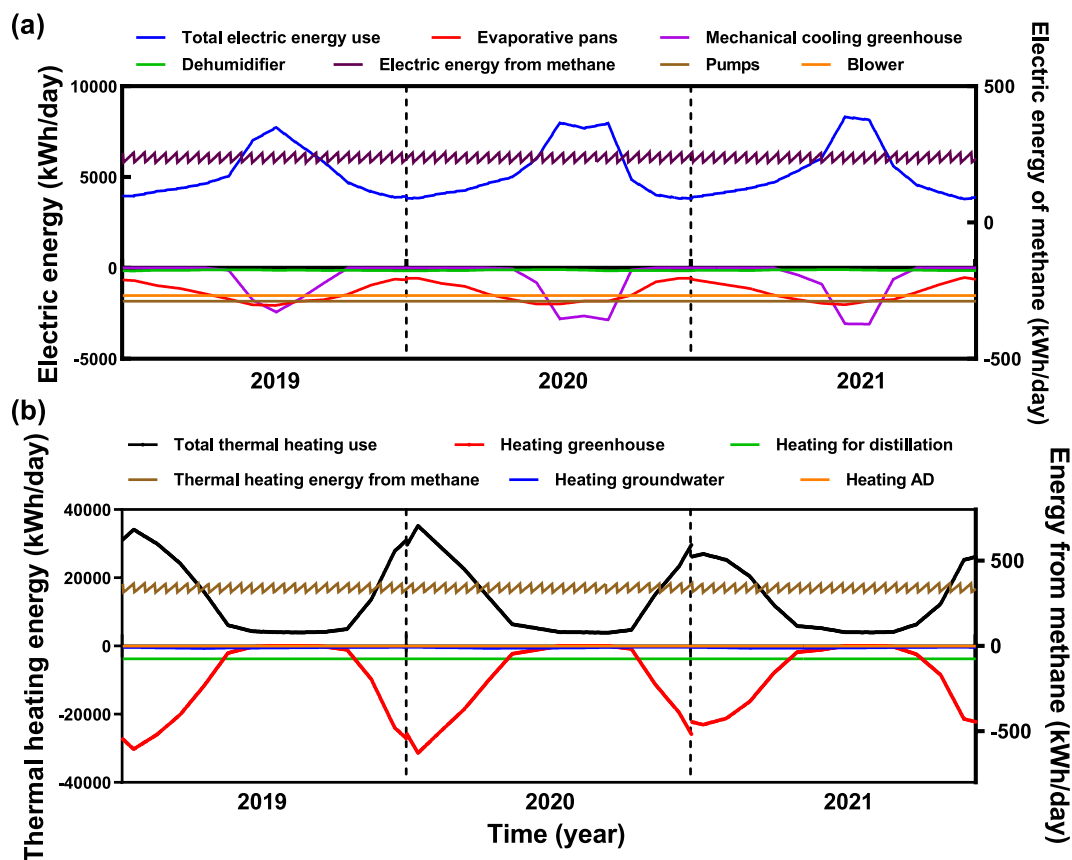 (a)
Total electric energy use Evaporative pans Mechanical cooling greenhouse
Dehumidifier Electric energy from methane Pumps Blower
Electric energy (kWh/day)
10000
5000
0
-5000
500
0
-500
Electric energy of methane (kWh/day)
2019 2020 2021
(b)
Total thermal heating use Heating greenhouse Heating for distillation
Thermal heating energy from methane Heating groundwater Heating AD
Thermal heating energy (kWh/day)
40000
20000
0
-20000
-40000
500
0
-500
Energy from methane (kWh/day)
2019 2020 2021
Time (year)